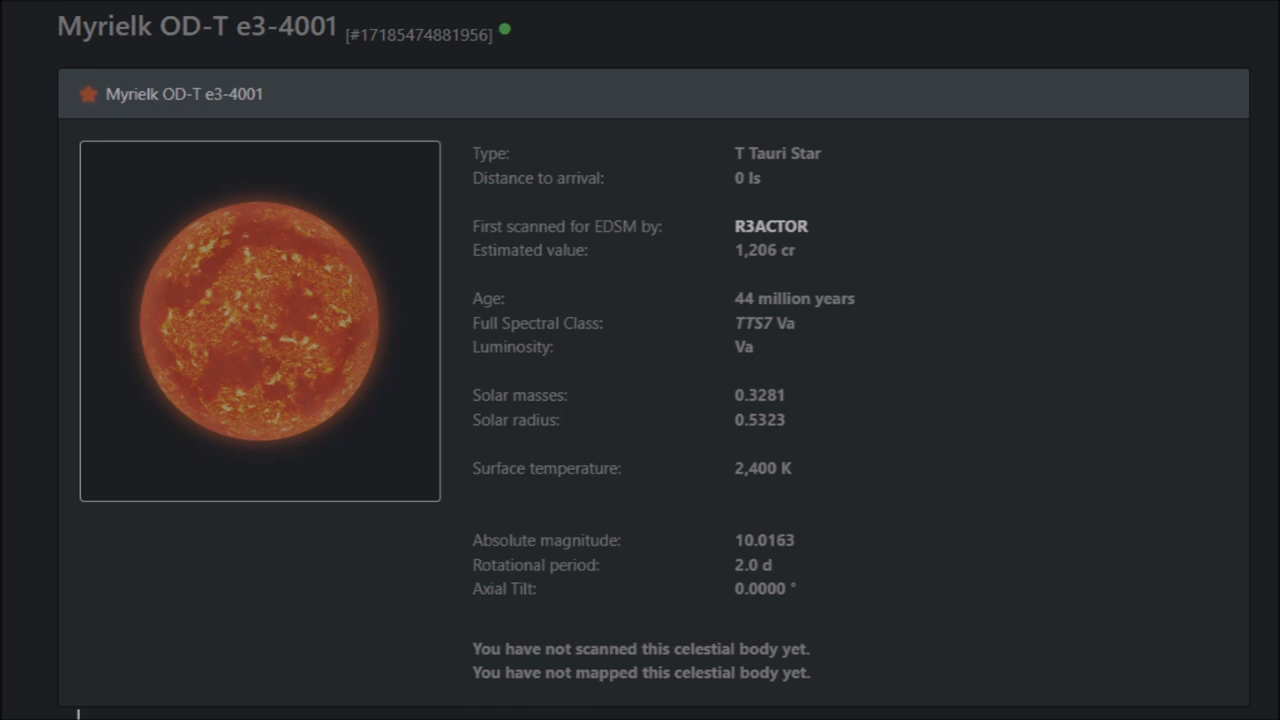 Myrielk OD-T e3-4001 [#17185474881956]
Myrielk OD-T e3-4001
Type: T Tauri Star
Distance to arrival: 0 ls
First scanned for EDSM by: R3ACTOR
Estimated value: 1,206 cr
Age: 44 million years
Full Spectral Class: TTS7 Va
Luminosity: Va
Solar masses: 0.3281
Solar radius: 0.5323
Surface temperature: 2,400 K
Absolute magnitude: 10.0163
Rotational period: 2.0 d
Axial Tilt: 0.0000 °
You have not scanned this celestial body yet.
You have not mapped this celestial body yet.